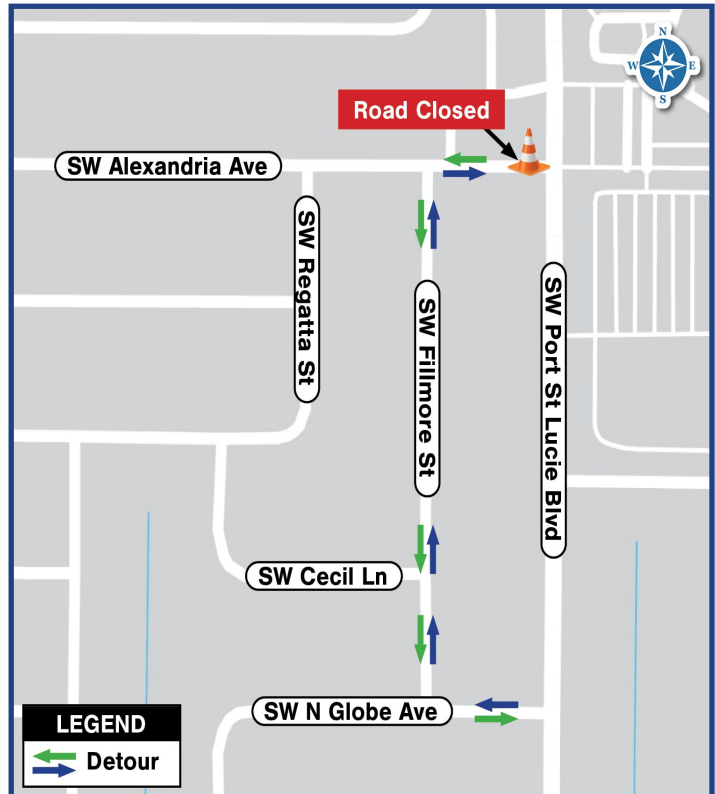 N
W E
S
Road Closed
SW Alexandria Ave
SW Regatta St
SW Fillmore St
SW Port St Lucie Blvd
SW Cecil Ln
SW N Globe Ave
LEGEND
Detour